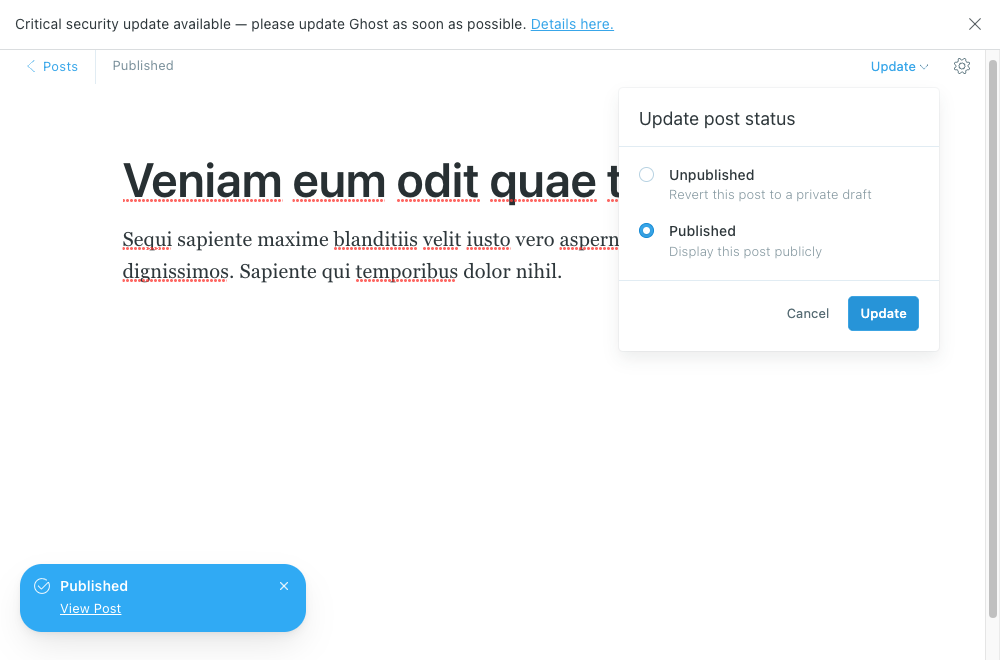 Critical security update available — please update Ghost as soon as possible. Details here.
Posts
Published
Update
Update post status
Unpublished
Revert this post to a private draft
Published
Display this post publicly
Cancel
Update
Veniam eum odit quae
Sequi sapiente maxime blanditiis velit iusto vero
dignissimos. Sapiente qui temporibus dolor nihil.
Published
View Post